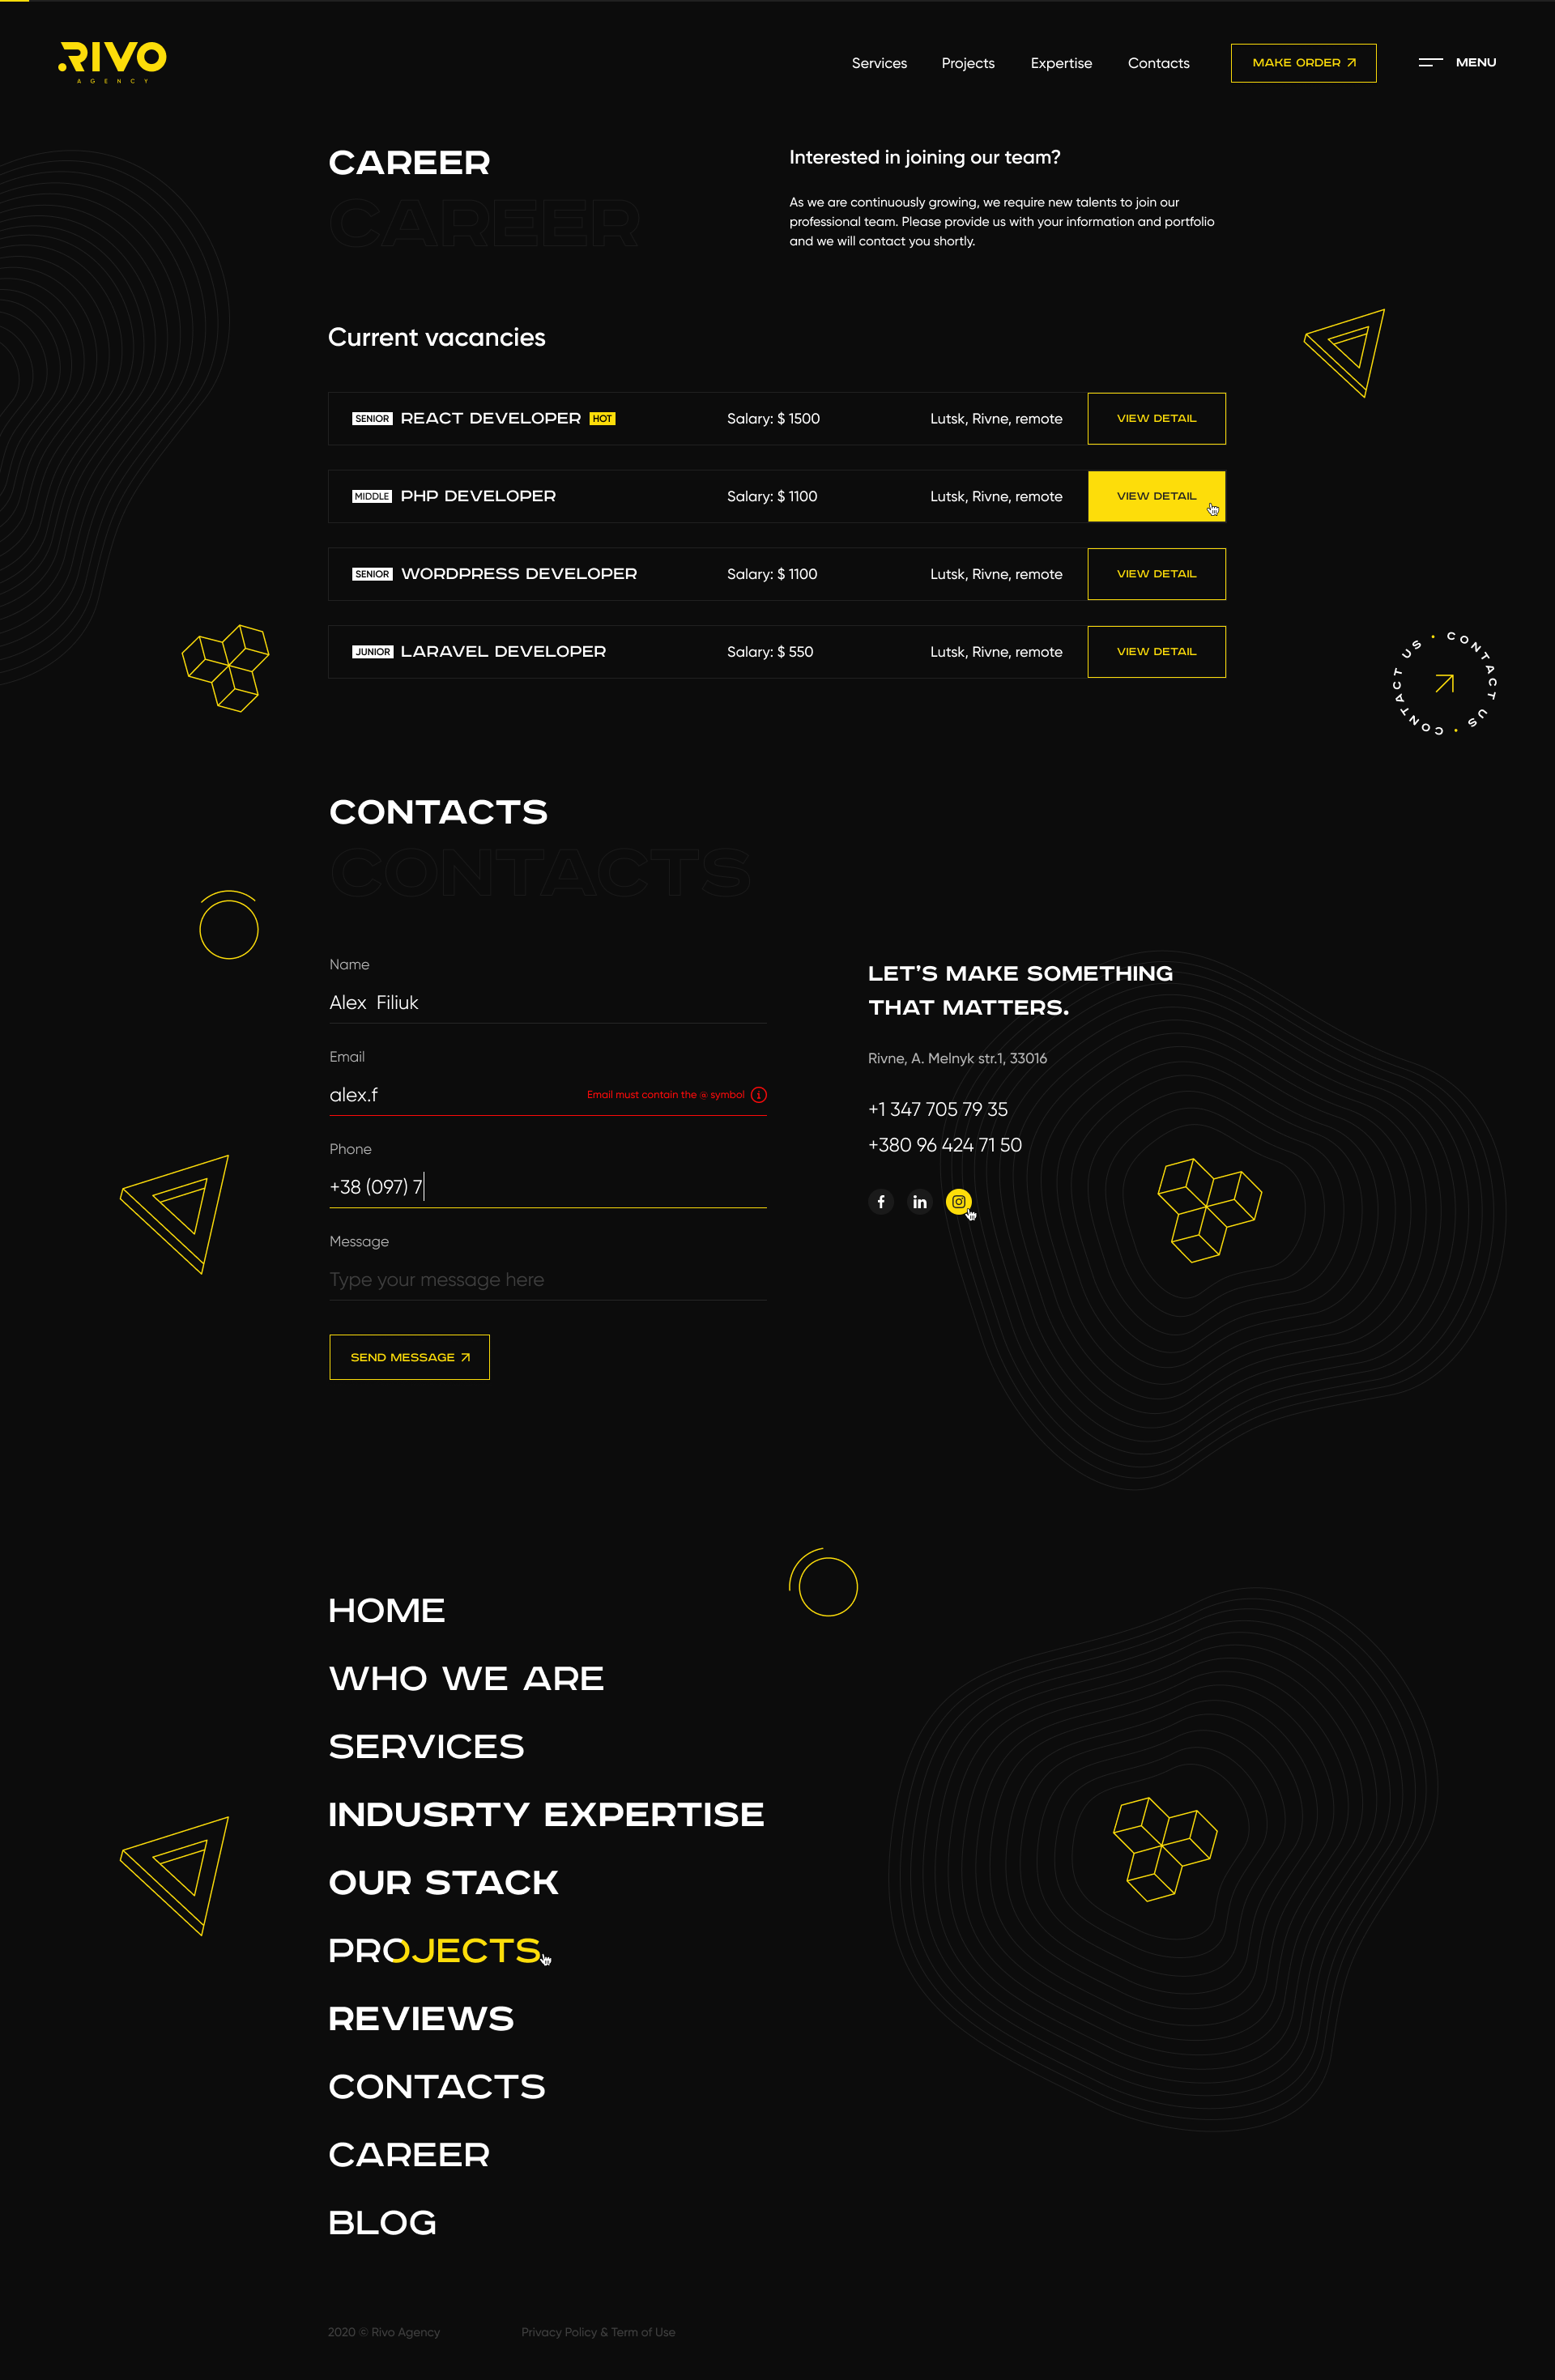 RIVO
AGENCY
Services Projects Expertise Contacts MAKE ORDER MENU
CAREER
CAREER
Interested in joining our team?
As we are continuously growing, we require new talents to join our
professional team. Please provide us with your information and portfolio
and we will contact you shortly.
Current vacancies
SENIOR REACT DEVELOPER HOT Salary: $ 1500 Lutsk, Rivne, remote VIEW DETAIL
MIDDLE PHP DEVELOPER Salary: $ 1100 Lutsk, Rivne, remote VIEW DETAIL
SENIOR WORDPRESS DEVELOPER Salary: $ 1100 Lutsk, Rivne, remote VIEW DETAIL
JUNIOR LARAVEL DEVELOPER Salary: $ 550 Lutsk, Rivne, remote VIEW DETAIL
CONTACT US • CONTACT US •
CONTACTS
CONTACTS
Name
Alex Filiuk
Email
alex.f Email must contain the @ symbol
Phone
+38 (097) 7
Message
Type your message here
SEND MESSAGE
LET'S MAKE SOMETHING
THAT MATTERS.
Rivne, A. Melnyk str.1, 33016
+1 347 705 79 35
+380 96 424 71 50
HOME
WHO WE ARE
SERVICES
INDUSRTY EXPERTISE
OUR STACK
PROJECTS
REVIEWS
CONTACTS
CAREER
BLOG
2020 © Rivo Agency Privacy Policy & Term of Use